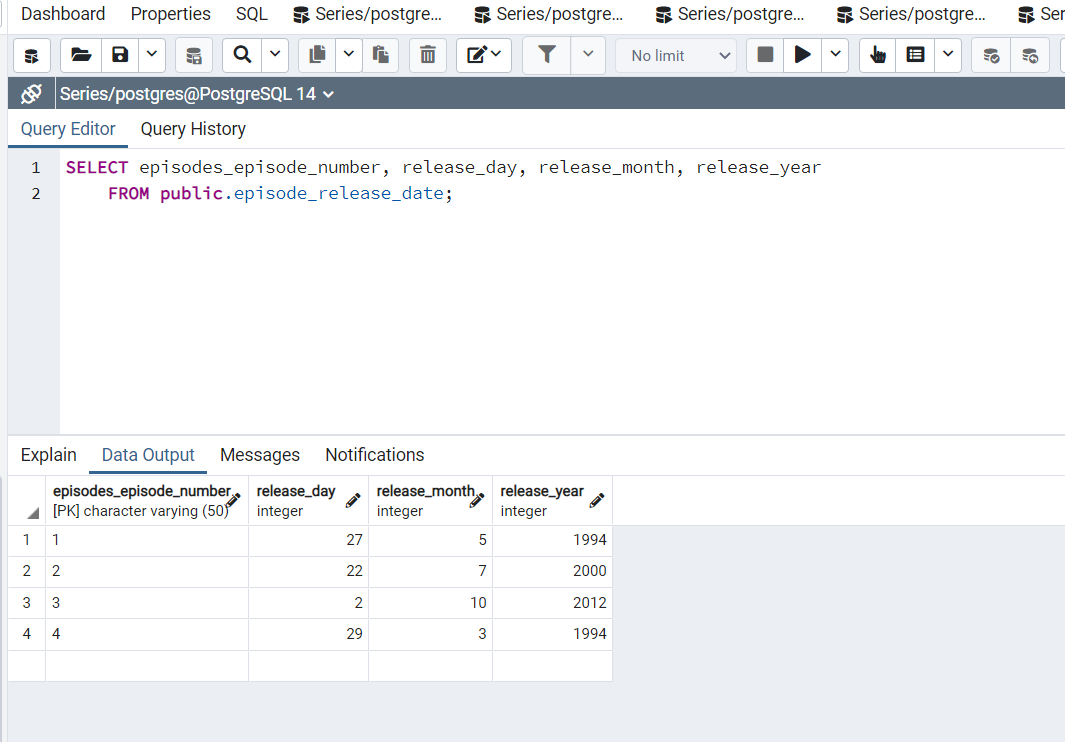 Dashboard Properties SQL Series/postgre... Series/postgre... Series/postgre... Series/postgre... Ser
No limit
Series/postgres@PostgreSQL 14
Query Editor Query History
1 SELECT episodes_episode_number, release_day, release_month, release_year
2 FROM public.episode_release_date;
Explain Data Output Messages Notifications
episodes_episode_number release_day release_month release_year
[PK] character varying (50) integer integer integer
1 1 27 5 1994
2 2 22 7 2000
3 3 2 10 2012
4 4 29 3 1994